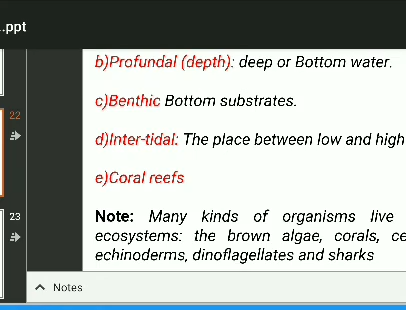 ..ppt
b)Profundal (depth): deep or Bottom water.
22
c)Benthic Bottom substrates.
d)Inter-tidal: The place between low and high
e)Coral reefs
23
Note: Many kinds of organisms live
ecosystems: the brown algae, corals,
echinoderms, dinoflagellates and sharks
Notes